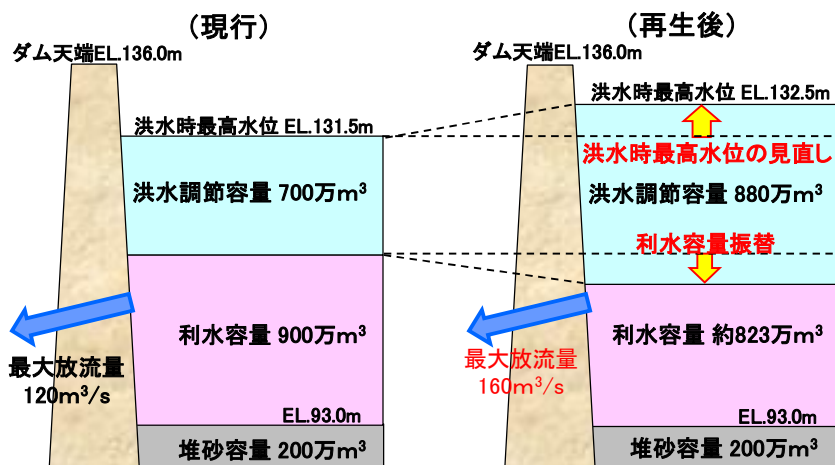 (現行)
ダム天端EL.136.0m
洪水時最高水位 EL.131.5m
洪水調節容量 700万m³
利水容量 900万m³
最大放流量
120m³/s
EL.93.0m
堆砂容量 200万m³
(再生後)
ダム天端EL.136.0m
洪水時最高水位 EL.132.5m
洪水時最高水位の見直し
洪水調節容量 880万m³
利水容量振替
利水容量 約823万m³
最大放流量
160m³/s
EL.93.0m
堆砂容量 200万m³